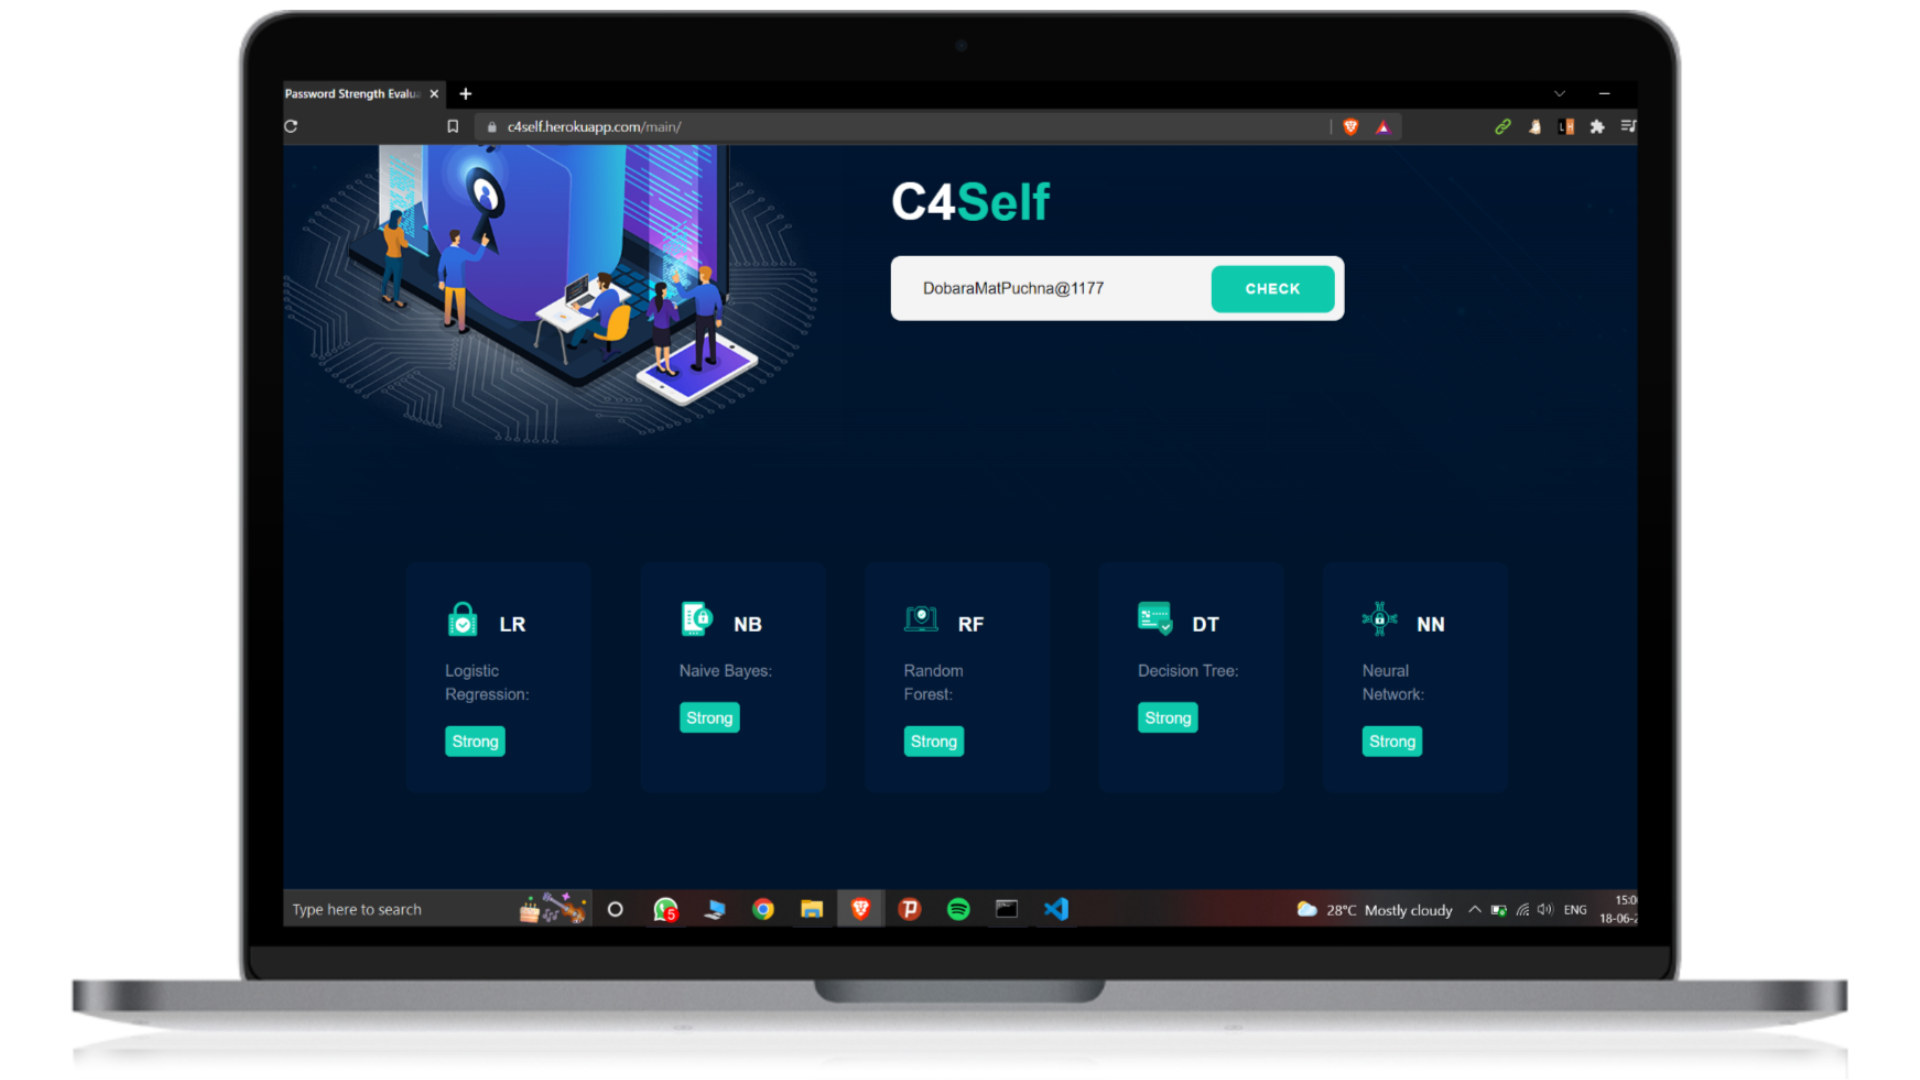 Password Strength Evalua
c4self.herokuapp.com/main/
C4Self
DobaraMatPuchna@1177
CHECK
LR
Logistic
Regression:
Strong
NB
Naive Bayes:
Strong
RF
Random
Forest:
Strong
DT
Decision Tree:
Strong
NN
Neural
Network:
Strong
Type here to search
5
28°C Mostly cloudy
ENG
15:0
18-06-